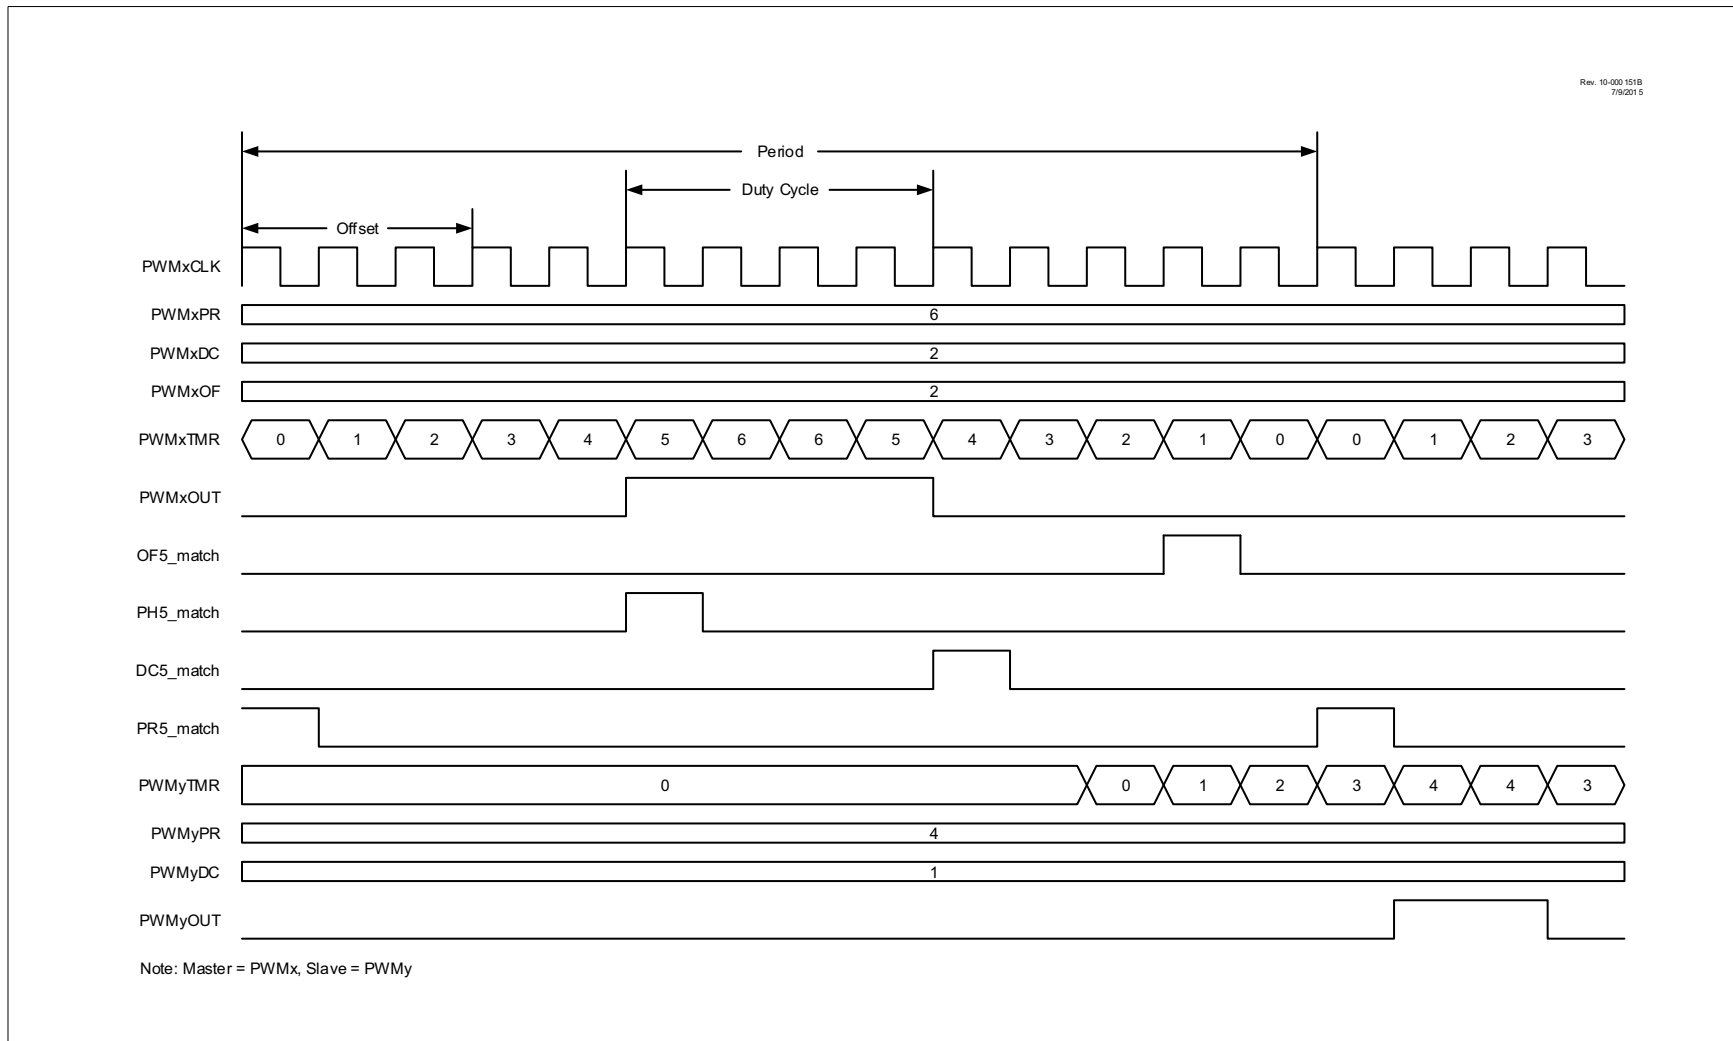 Rev. 10-000 151B
7/9/201 5
Period
Duty Cycle
Offset
PWMxCLK
PWMxPR 6
PWMxDC 2
PWMxOF 2
PWMxTMR 0 1 2 3 4 5 6 6 5 4 3 2 1 0 0 1 2 3
PWMxOUT
OF5_match
PH5_match
DC5_match
PR5_match
PWMyTMR 0 0 1 2 3 4 4 3
PWMyPR 4
PWMyDC 1
PWMyOUT
Note: Master = PWMx, Slave = PWMy